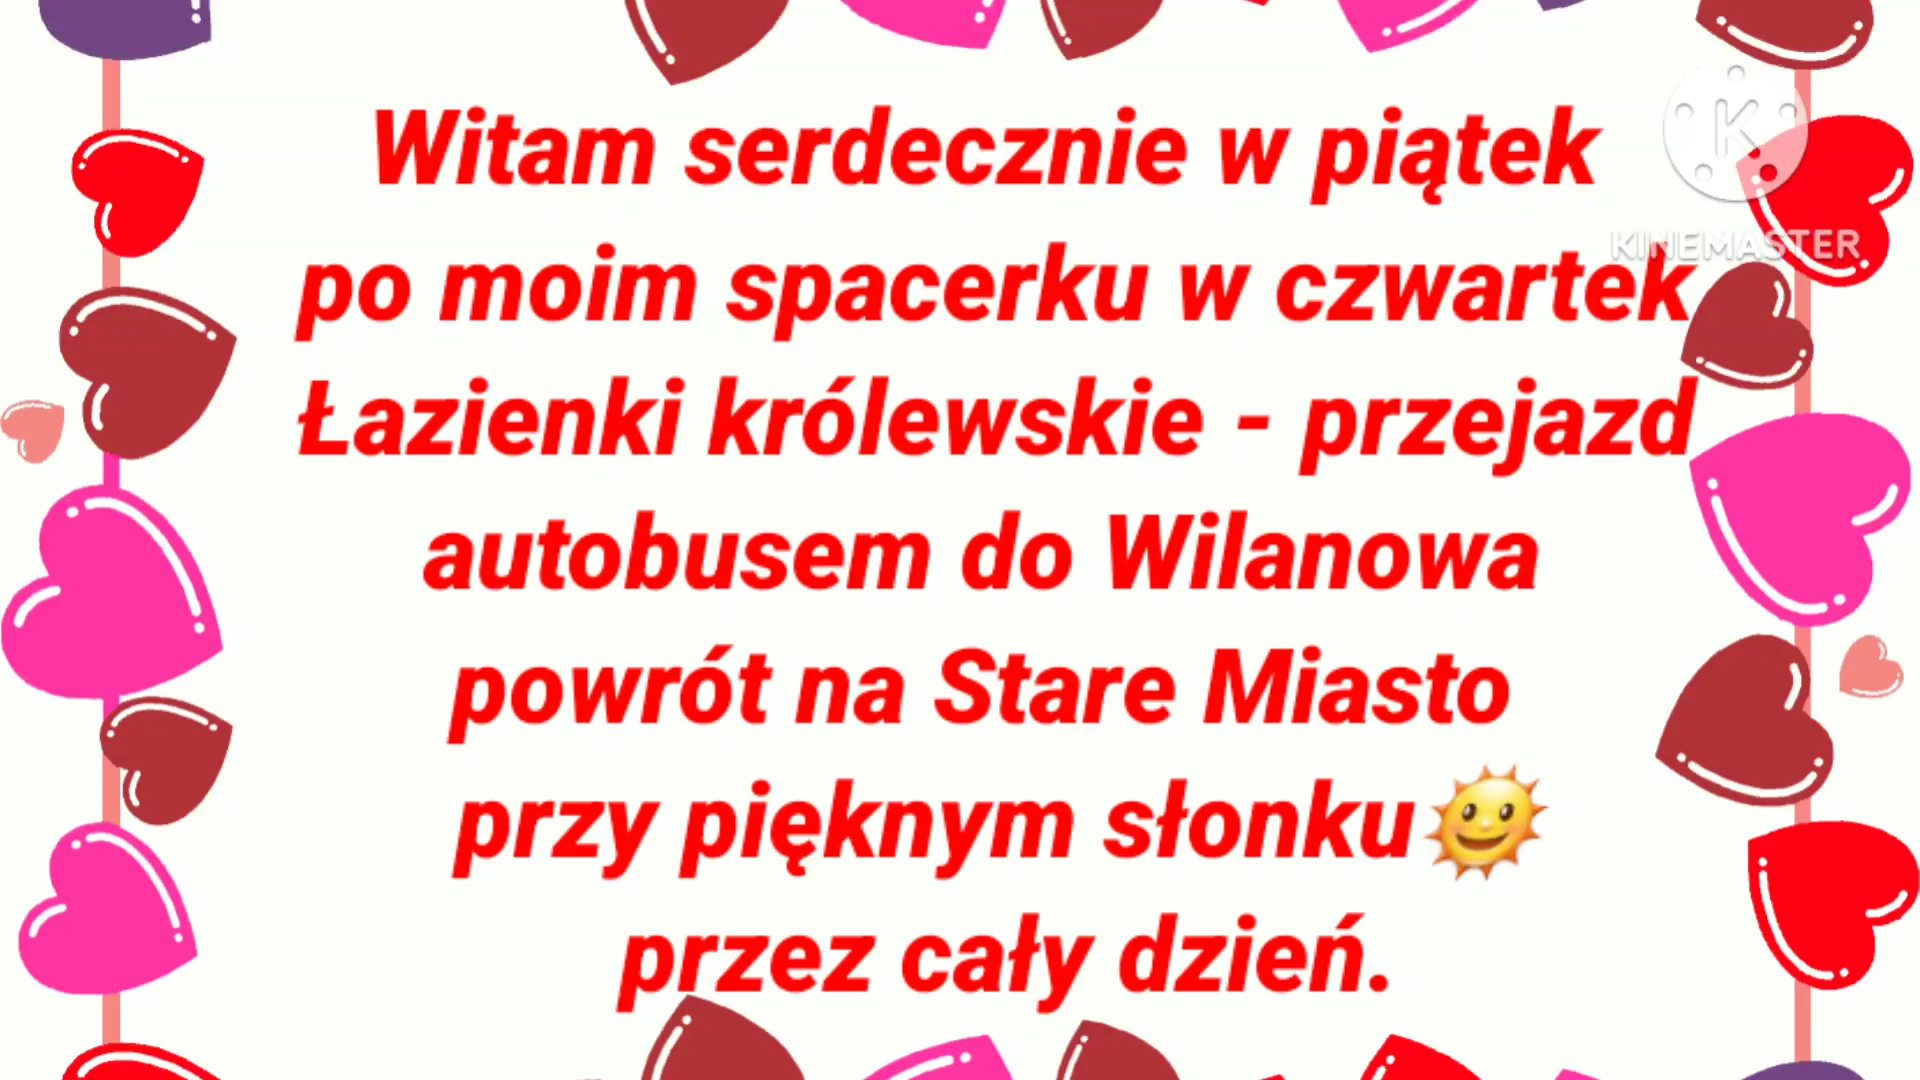 Witam serdecznie w piątek
po moim spacerku w czwartek
Łazienki królewskie - przejazd
autobusem do Wilanowa
powrót na Stare Miasto
przy pięknym słonku🌞
przez cały dzień.
K
KINEMASTER